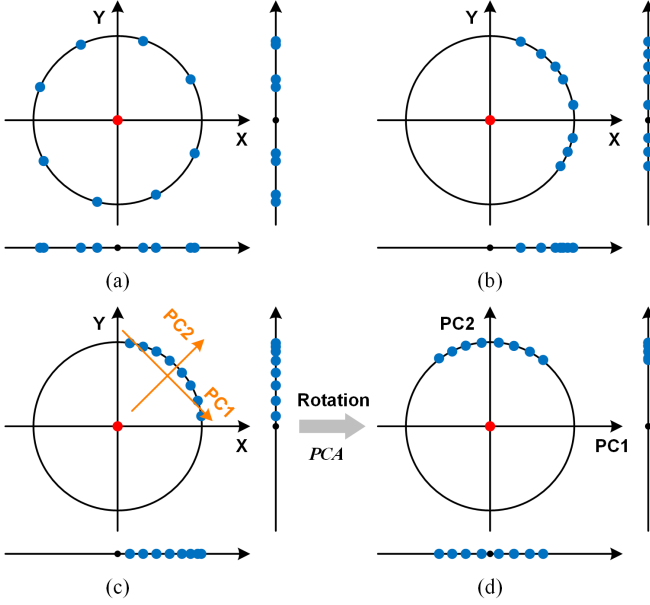 Y
X
(a)
Y
X
(b)
Y
PC2
PC1
X
(c)
Rotation
PCA
PC2
PC1
(d)